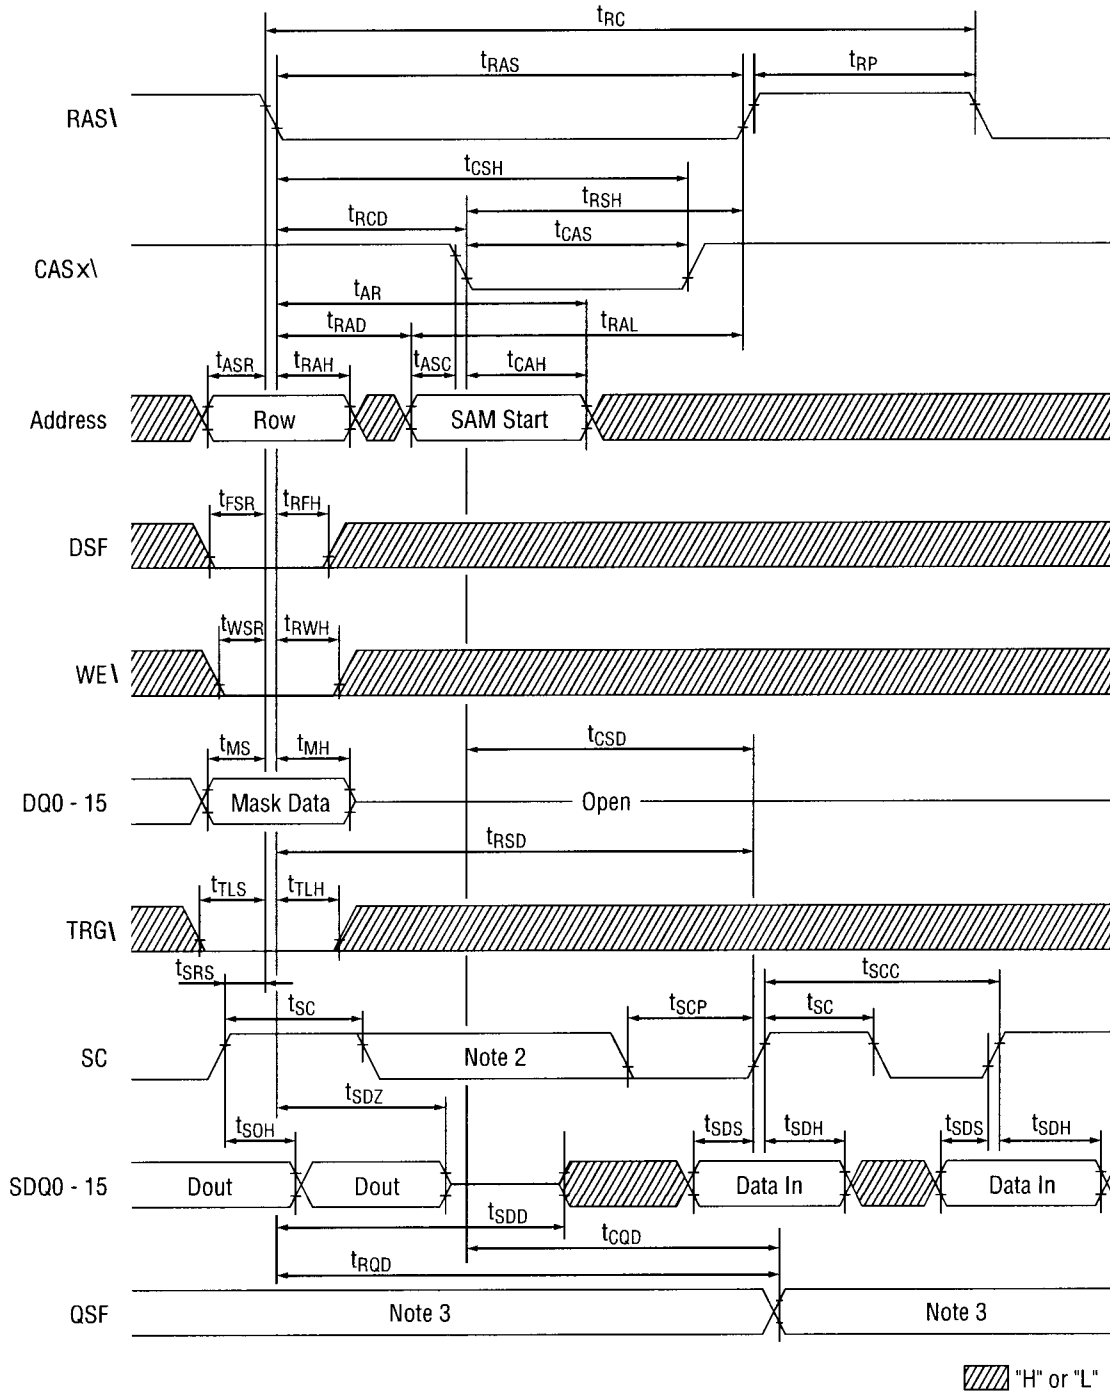 tRC
tRAS
tRP
RAS\
tCSH
tRSH
tRCD
tCAS
CASx\
tAR
tRAD
tRAL
tASR
tRAH
tASC
tCAH
Address
Row
SAM Start
tFSR
tRFH
DSF
tWSR
tRWH
WE\
tCSD
tMS
tMH
DQ0 - 15
Mask Data
Open
tRSD
tTLS
tTLH
TRG\
tSRS
tSCC
tSC
tSCP
tSC
SC
Note 2
tSDZ
tSOH
tSDS
tSDH
tSDS
tSDH
SDQ0 - 15
Dout
Dout
Data In
Data In
tSDD
tCQD
tRQD
QSF
Note 3
Note 3
"H" or "L"